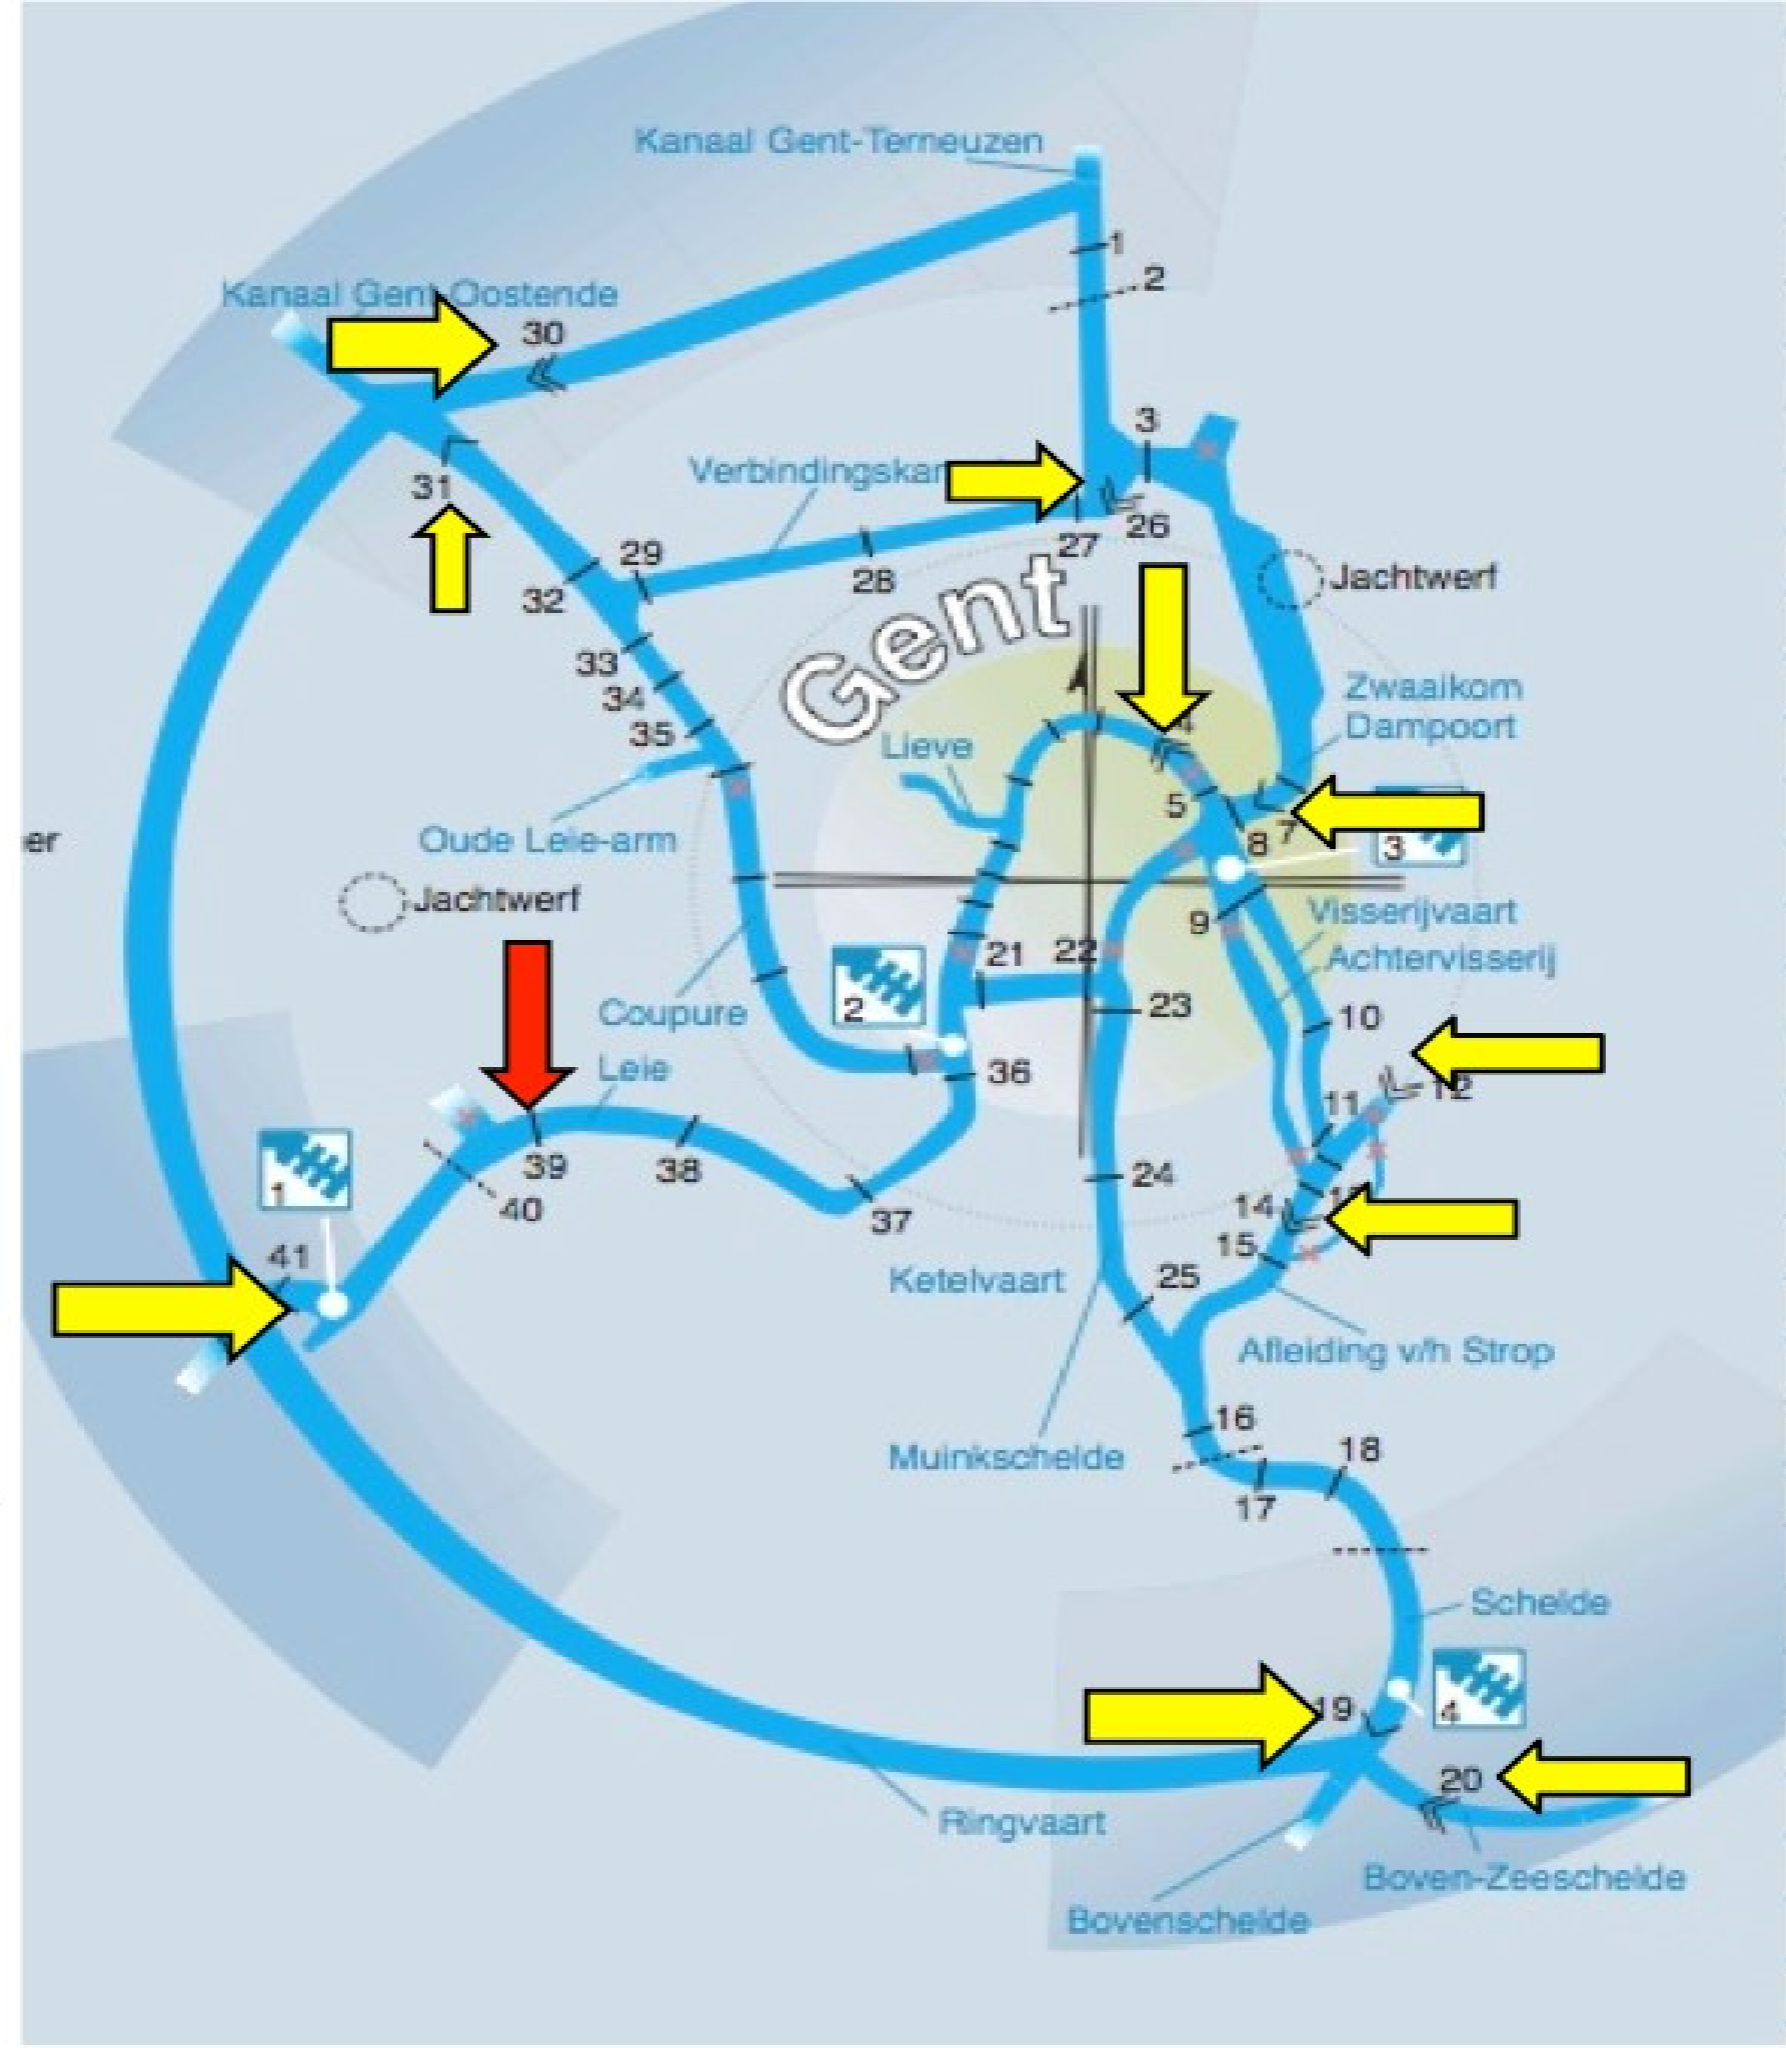 Kanaal Gent-Terneuzen
1
2
Kanaal Gent Oostende
30
3
Verbindingskan
31
26
27
29
28
32
Gent
Jachtwerf
33
34
35
Zwaaikom
Dampoort
4
Lieve
5
7
8
3
Oude Leie-arm
er
Jachtwerf
9
Visserijvaart
Achtervisserij
21
22
2
Coupure
23
10
Leie
36
12
11
1
39
38
40
37
24
14
15
41
Ketelvaart
25
Afleiding v/h Strop
16
Muinkschelde
18
17
Schelde
19
4
20
Ringvaart
Boven-Zeeschelde
Bovenschelde